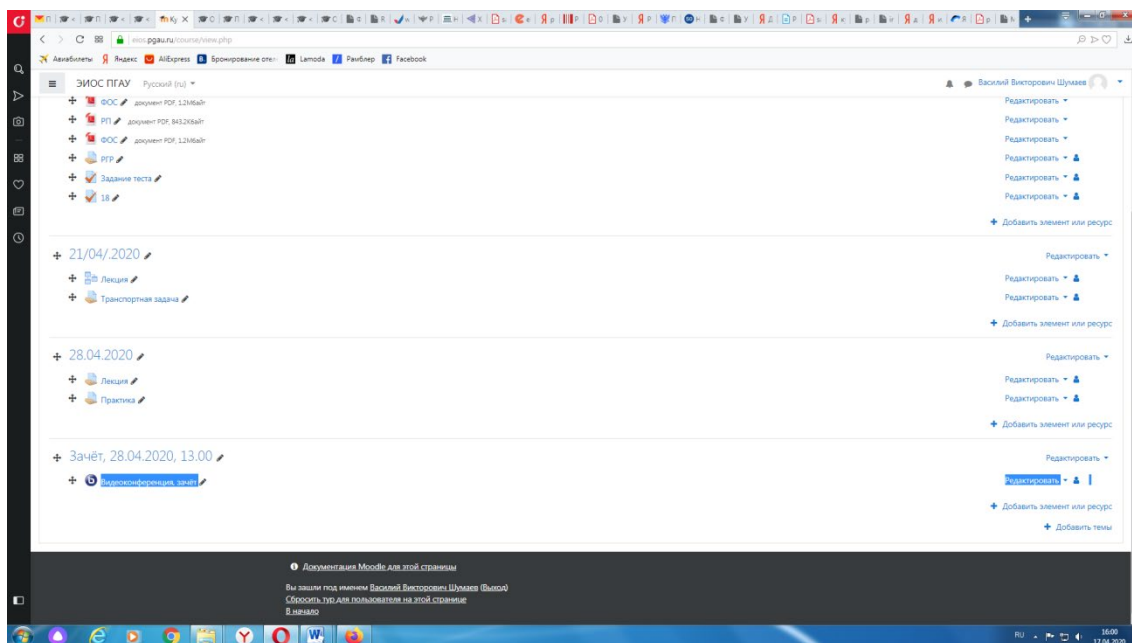 eios.pgau.ru/course/view.php
Авиабилеты Яндекс AliExpress Бронирование отел Lamoda Рамблер Facebook
ЭИОС ПГАУ Русский (ru) Василий Викторович Шумаев
ФОС документ PDF, 1.2Мбайт Редактировать
РП документ PDF, 843.2Кбайт Редактировать
ФОС документ PDF, 1.2Мбайт Редактировать
РГР Редактировать
Задание теста Редактировать
18 Редактировать
Добавить элемент или ресурс
21/04/.2020 Редактировать
Лекция Редактировать
Транспортная задача Редактировать
Добавить элемент или ресурс
28.04.2020 Редактировать
Лекция Редактировать
Практика Редактировать
Добавить элемент или ресурс
Зачёт, 28.04.2020, 13.00 Редактировать
Видеоконференция, зачёт Редактировать
Добавить элемент или ресурс
Добавить темы
Документация Moodle для этой страницы
Вы зашли под именем Василий Викторович Шумаев (Выход)
Сбросить тур для пользователя на этой странице
В начало
RU 16:00
17.04.2020